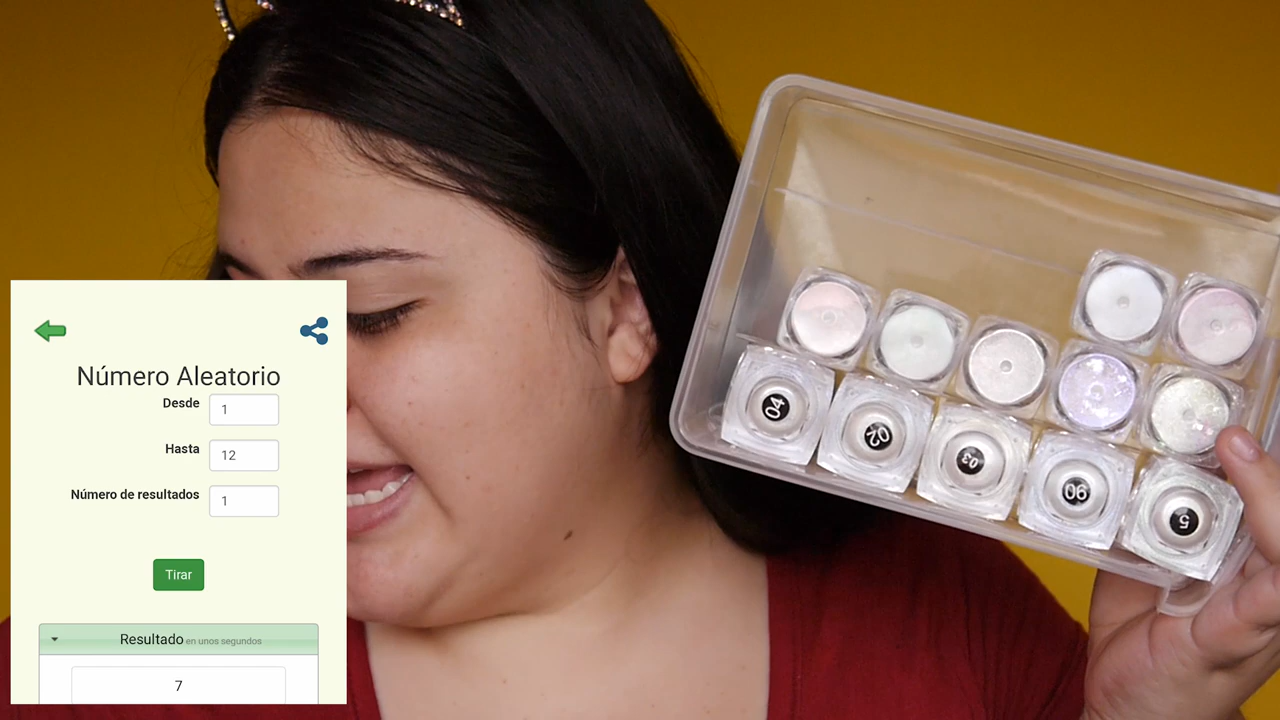 Número Aleatorio
Desde 1
Hasta 12
Número de resultados 1
Tirar
Resultado en unos segundos
7
04
02
03
06
5